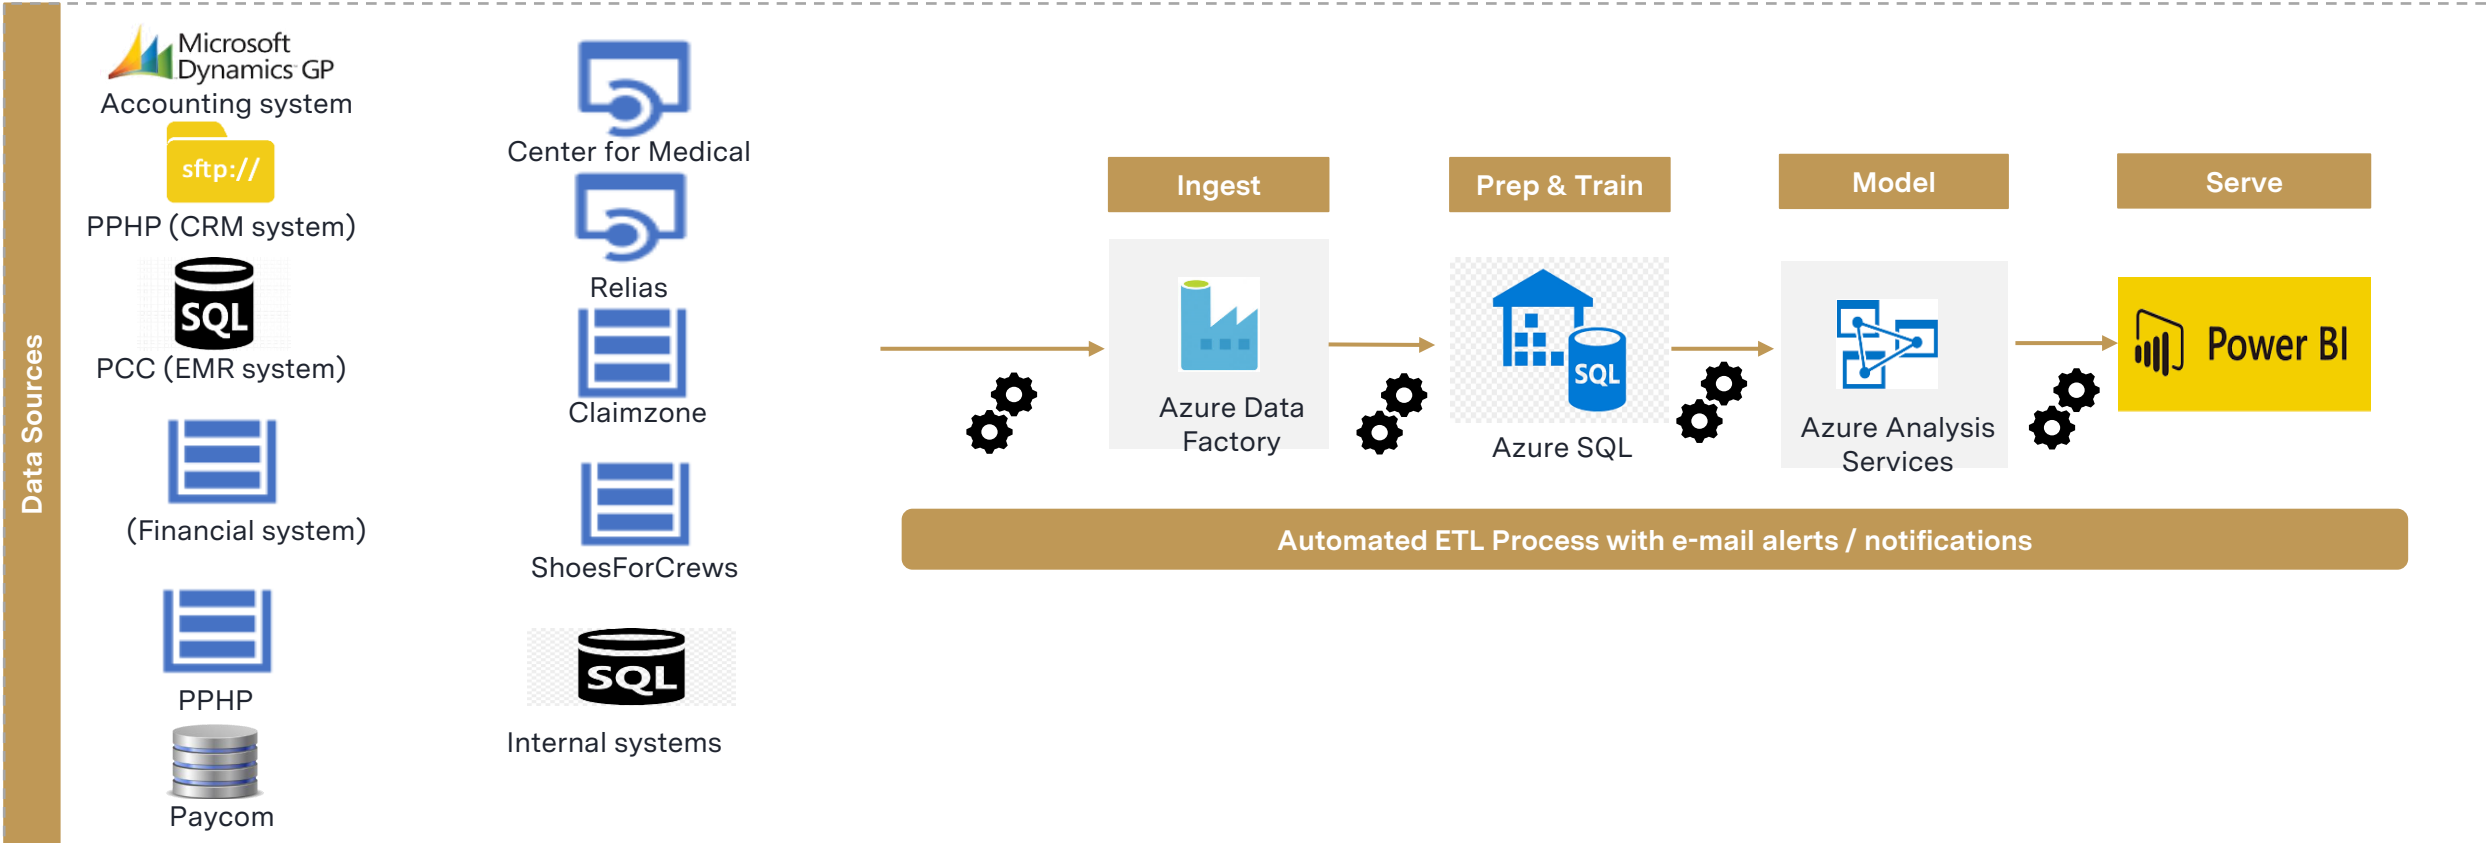 Data Sources
Microsoft
Dynamics GP
Accounting system
sftp://
PPHP (CRM system)
SQL
PCC (EMR system)
(Financial system)
PPHP
Paycom
Center for Medical
Relias
Claimzone
ShoesForCrews
SQL
Internal systems
Ingest
Azure Data
Factory
Prep & Train
SQL
Azure SQL
Model
Azure Analysis
Services
Serve
Power BI
Automated ETL Process with e-mail alerts / notifications